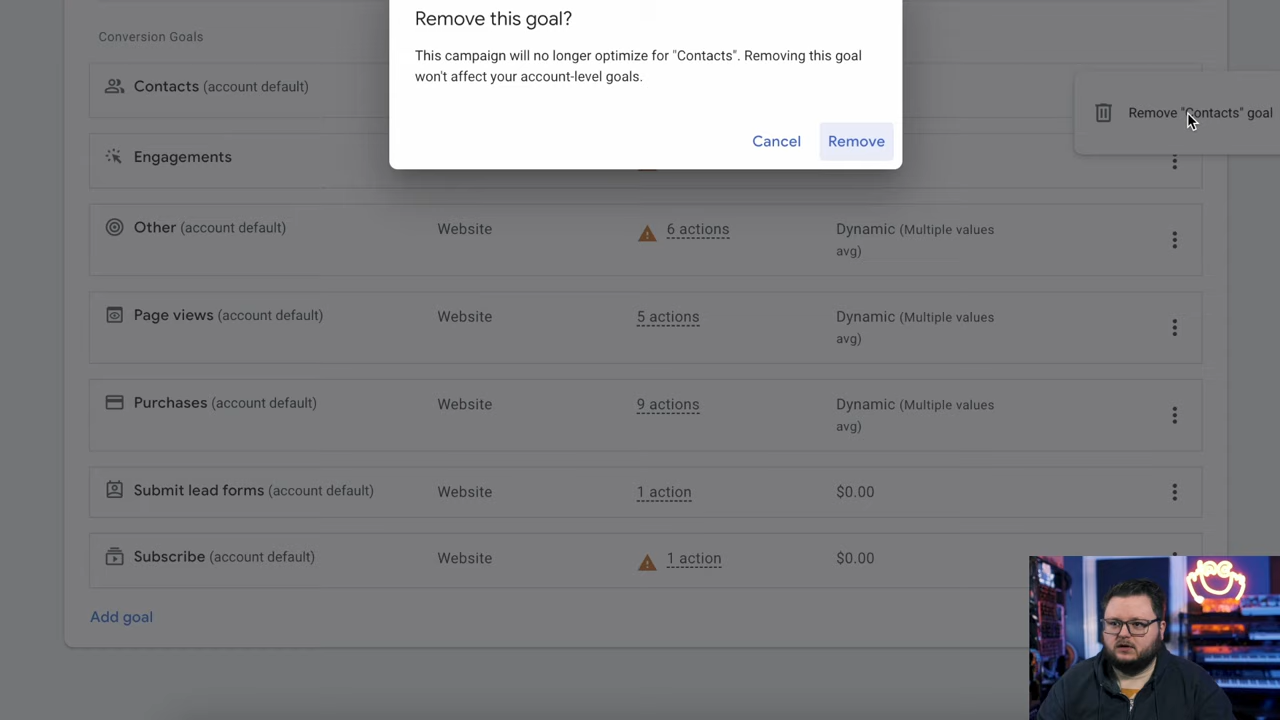 Remove this goal?
This campaign will no longer optimize for "Contacts". Removing this goal
won't affect your account-level goals.
Cancel Remove
Conversion Goals
Contacts (account default)
Remove "Contacts" goal
Engagements
Other (account default) Website 6 actions Dynamic (Multiple values
avg)
Page views (account default) Website 5 actions Dynamic (Multiple values
avg)
Purchases (account default) Website 9 actions Dynamic (Multiple values
avg)
Submit lead forms (account default) Website 1 action $0.00
Subscribe (account default) Website 1 action $0.00
Add goal